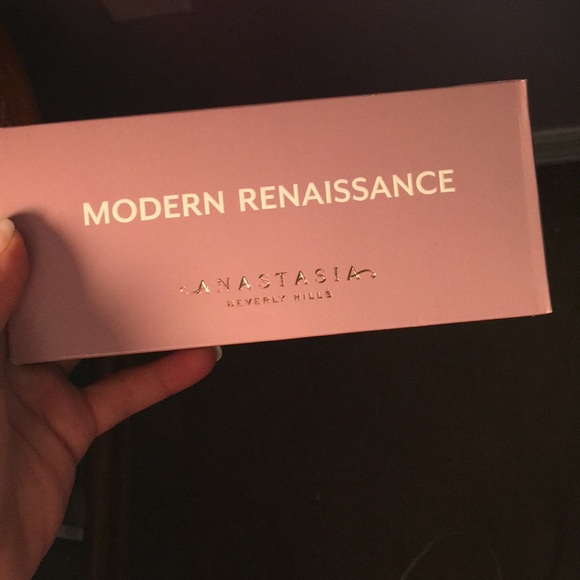 MODERN RENAISSANCE
ANASTASIA
BEVERLY HILLS